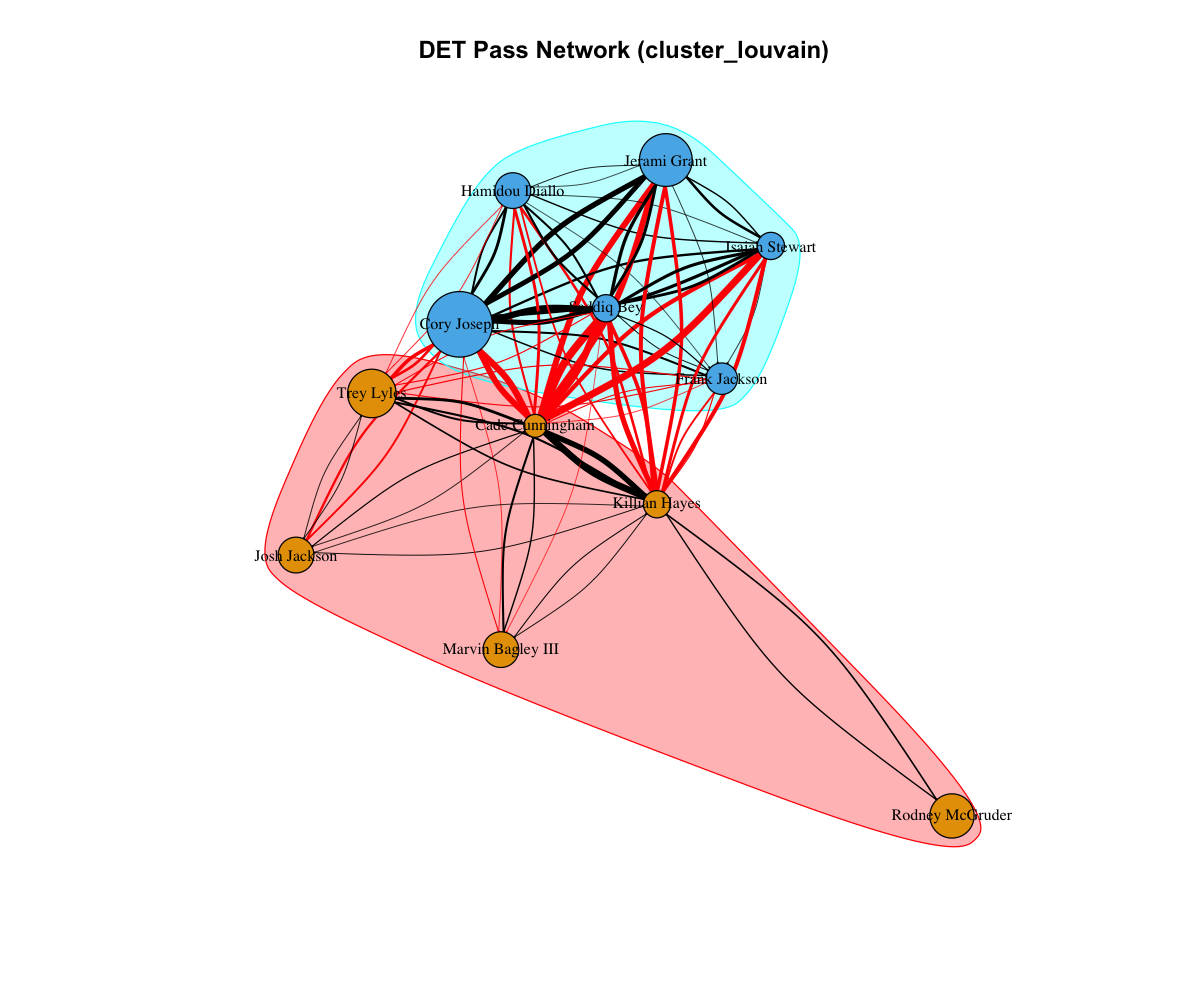 DET Pass Network (cluster_louvain)
Jerami Grant
Hamidou Diallo
Isaiah Stewart
Saddiq Bey
Cory Joseph
Frank Jackson
Trey Lyles
Cade Cunningham
Killian Hayes
Josh Jackson
Marvin Bagley III
Rodney McGruder